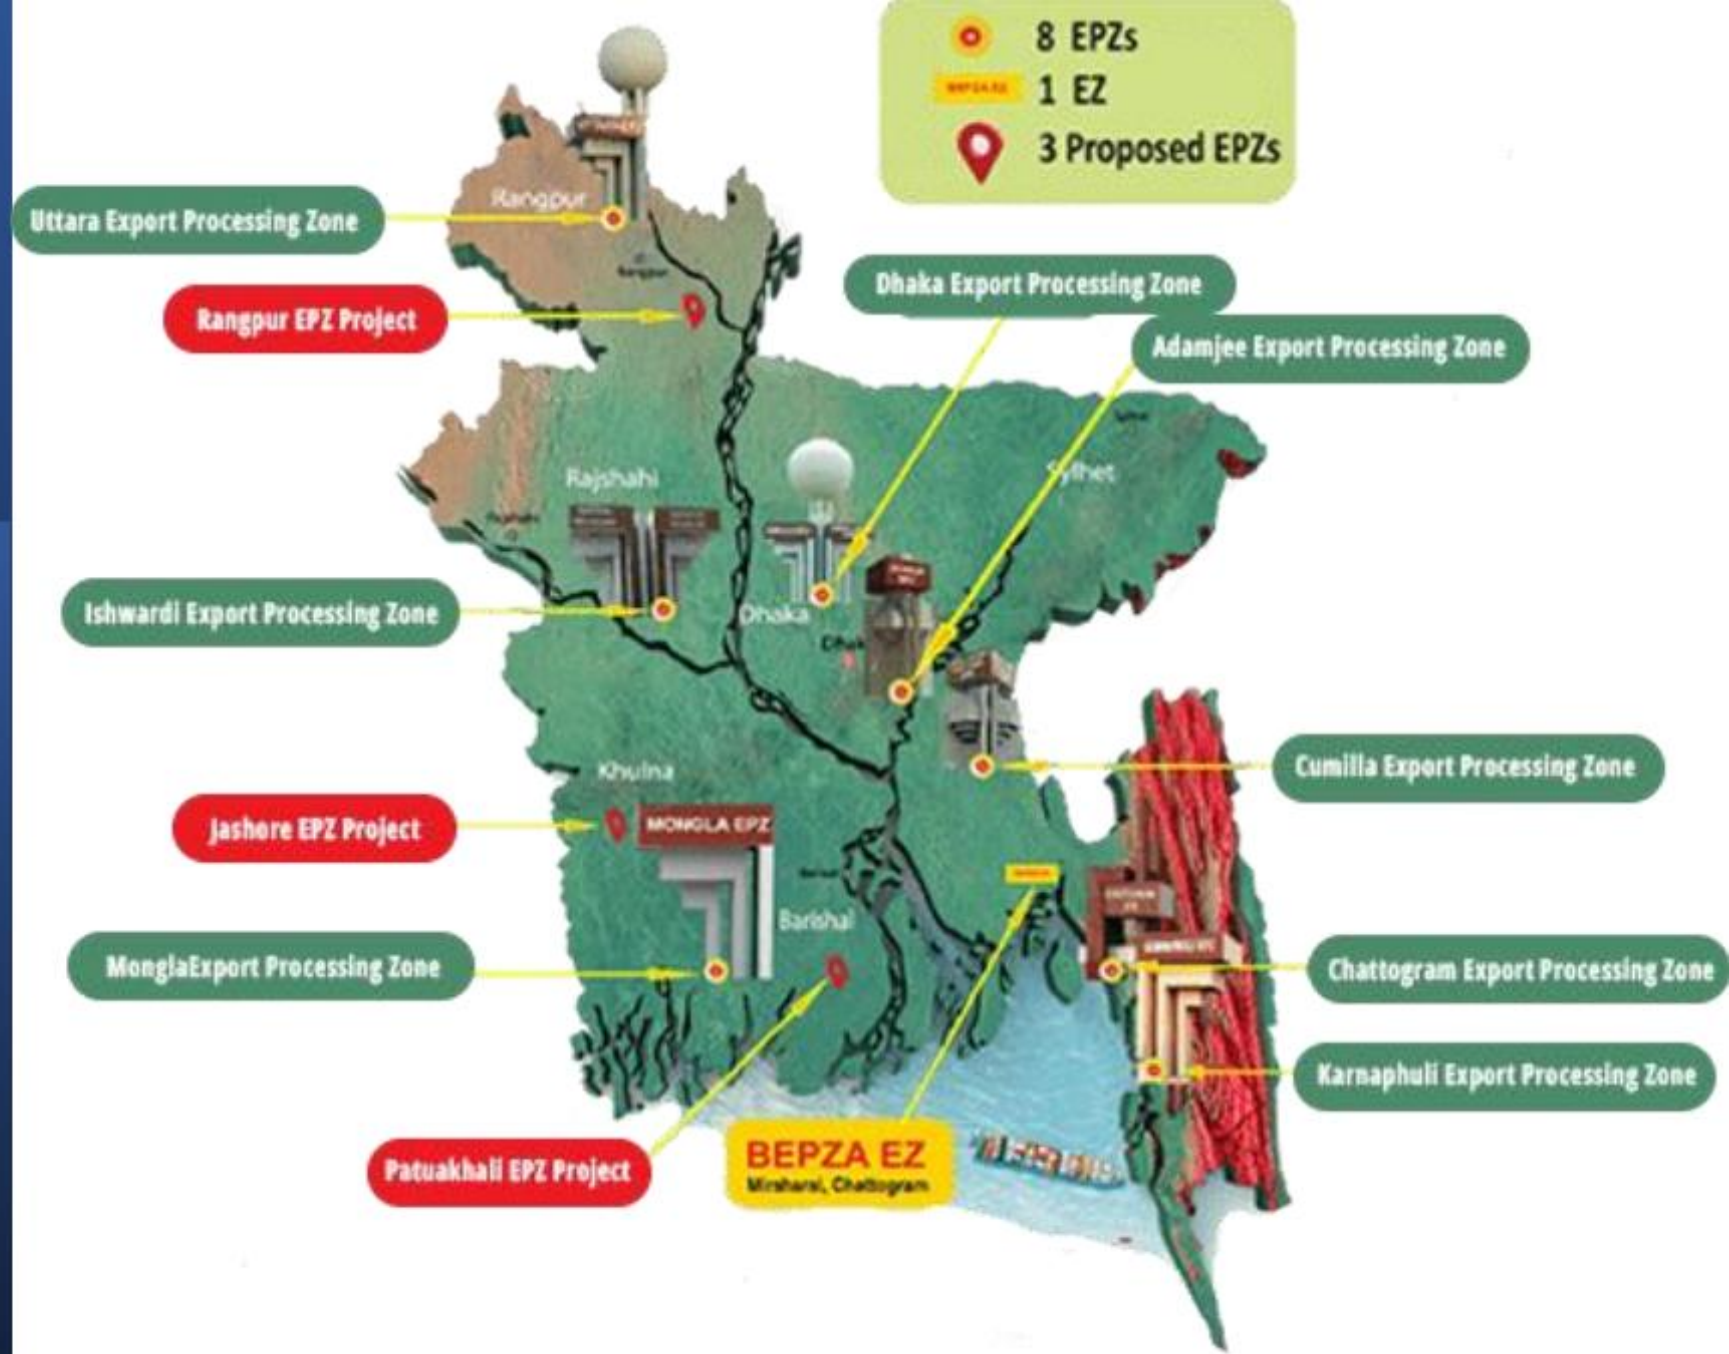 8 EPZs
BEPZA EZ
1 EZ
3 Proposed EPZs
Rangpur
Uttara Export Processing Zone
Rangpur
Dhaka Export Processing Zone
Rangpur EPZ Project
Adamjee Export Processing Zone
Sylhet
Rajshahi
Ishwardi Export Processing Zone
Dhaka
Khulna
Cumilla Export Processing Zone
Jashore EPZ Project
MONGLA EPZ
Barishal
MonglaExport Processing Zone
Chattogram Export Processing Zone
Karnaphuli Export Processing Zone
Patuakhali EPZ Project
BEPZA EZ
Mirsharai, Chattogram